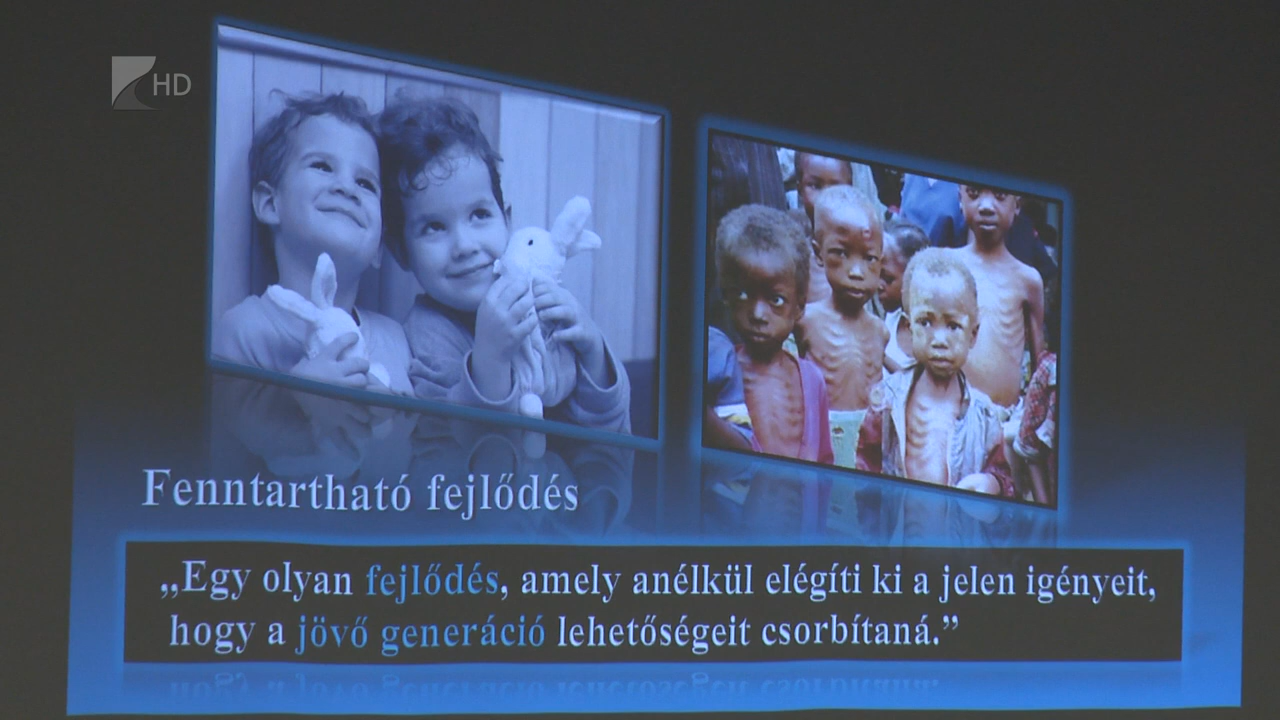 HD
Fenntartható fejlődés
„Egy olyan fejlődés, amely anélkül elégíti ki a jelen igényeit,
hogy a jövő generáció lehetőségeit csorbítaná.”